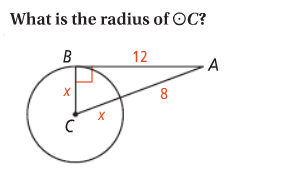 What is the radius of ⊙C?
B
12
A
x
8
x
C